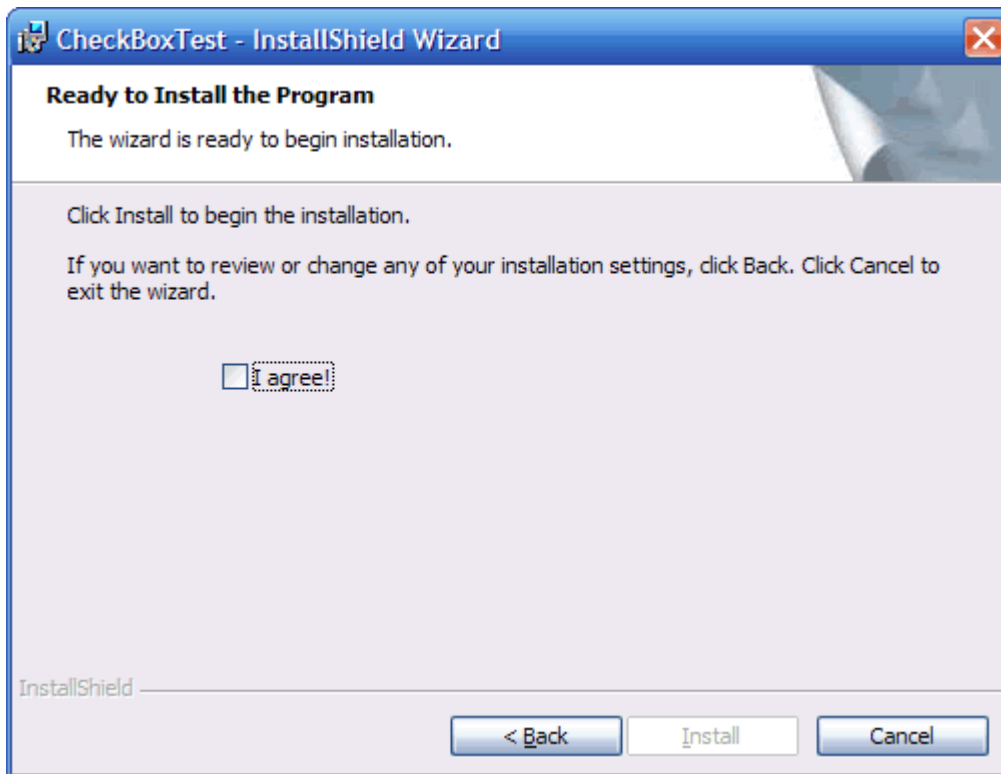 CheckBoxTest - InstallShield Wizard
Ready to Install the Program
The wizard is ready to begin installation.
Click Install to begin the installation.
If you want to review or change any of your installation settings, click Back. Click Cancel to
exit the wizard.
I agree!
InstallShield
< Back
Install
Cancel